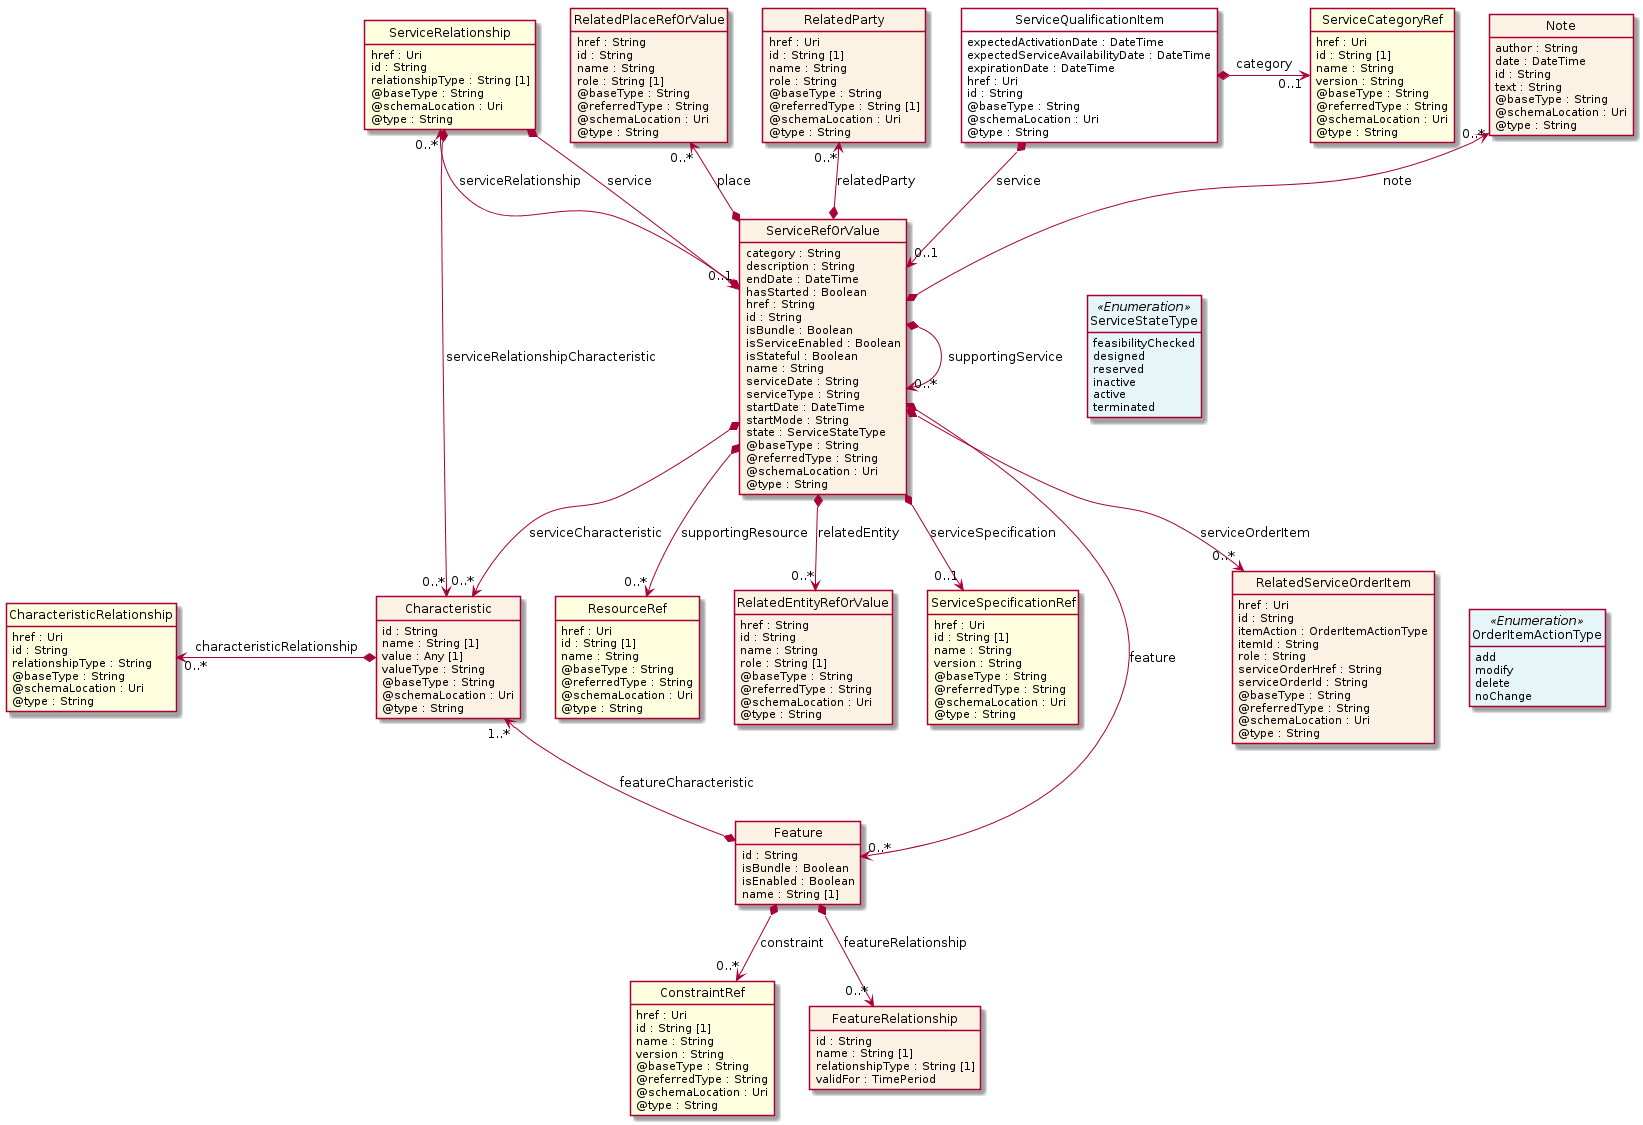 ServiceRelationship
href : Uri
id : String
relationshipType : String [1]
@baseType : String
@schemaLocation : Uri
@type : String
RelatedPlaceRefOrValue
href : String
id : String
name : String
role : String [1]
@baseType : String
@referredType : String
@schemaLocation : Uri
@type : String
RelatedParty
href : Uri
id : String [1]
name : String
role : String
@baseType : String
@referredType : String [1]
@schemaLocation : Uri
@type : String
ServiceQualificationItem
expectedActivationDate : DateTime
expectedServiceAvailabilityDate : DateTime
expirationDate : DateTime
href : Uri
id : String
@baseType : String
@schemaLocation : Uri
@type : String
category
0..1
ServiceCategoryRef
href : Uri
id : String [1]
name : String
version : String
@baseType : String
@referredType : String
@schemaLocation : Uri
@type : String
Note
author : String
date : DateTime
id : String
text : String
@baseType : String
@schemaLocation : Uri
@type : String
0..*
0..*
0..*
0..*
serviceRelationship
service
place
relatedParty
service
note
0..1
0..1
ServiceRefOrValue
category : String
description : String
endDate : DateTime
hasStarted : Boolean
href : String
id : String
isBundle : Boolean
isServiceEnabled : Boolean
isStateful : Boolean
name : String
serviceDate : String
serviceType : String
startDate : DateTime
startMode : String
state : ServiceStateType
@baseType : String
@referredType : String
@schemaLocation : Uri
@type : String
serviceRelationshipCharacteristic
supportingService
0..*
«Enumeration»
ServiceStateType
feasibilityChecked
designed
reserved
inactive
active
terminated
serviceCharacteristic
supportingResource
relatedEntity
serviceSpecification
serviceOrderItem
0..*
0..*
0..*
0..*
0..1
0..*
CharacteristicRelationship
href : Uri
id : String
relationshipType : String
@baseType : String
@schemaLocation : Uri
@type : String
characteristicRelationship
0..*
Characteristic
id : String
name : String [1]
value : Any [1]
valueType : String
@baseType : String
@schemaLocation : Uri
@type : String
ResourceRef
href : Uri
id : String [1]
name : String
@baseType : String
@referredType : String
@schemaLocation : Uri
@type : String
RelatedEntityRefOrValue
href : String
id : String
name : String
role : String [1]
@baseType : String
@referredType : String
@schemaLocation : Uri
@type : String
ServiceSpecificationRef
href : Uri
id : String [1]
name : String
version : String
@baseType : String
@referredType : String
@schemaLocation : Uri
@type : String
feature
RelatedServiceOrderItem
href : Uri
id : String
itemAction : OrderItemActionType
itemId : String
role : String
serviceOrderHref : String
serviceOrderId : String
@baseType : String
@referredType : String
@schemaLocation : Uri
@type : String
«Enumeration»
OrderItemActionType
add
modify
delete
noChange
1..*
featureCharacteristic
0..*
Feature
id : String
isBundle : Boolean
isEnabled : Boolean
name : String [1]
constraint
featureRelationship
0..*
0..*
ConstraintRef
href : Uri
id : String [1]
name : String
version : String
@baseType : String
@referredType : String
@schemaLocation : Uri
@type : String
FeatureRelationship
id : String
name : String [1]
relationshipType : String [1]
validFor : TimePeriod